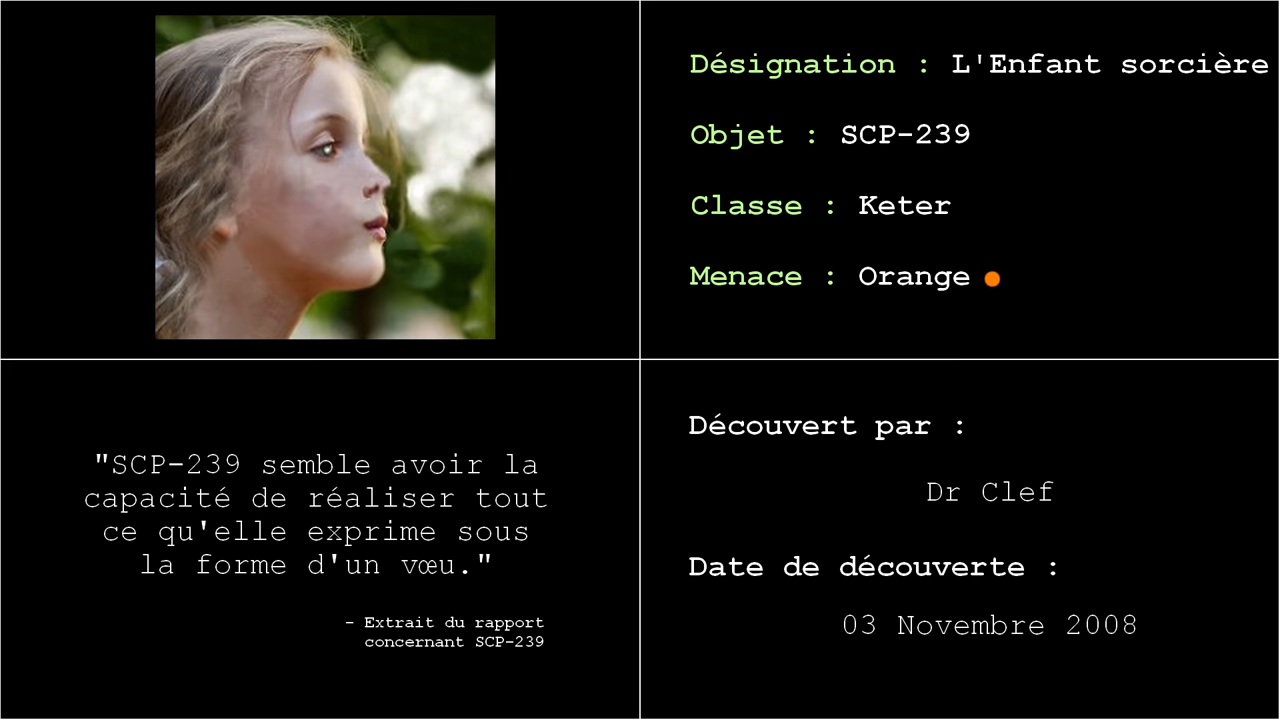 Désignation : L'Enfant sorcière
Objet : SCP-239
Classe : Keter
Menace : Orange
"SCP-239 semble avoir la
capacité de réaliser tout
ce qu'elle exprime sous
la forme d'un vœu."
- Extrait du rapport
concernant SCP-239
Découvert par :
Dr Clef
Date de découverte :
03 Novembre 2008